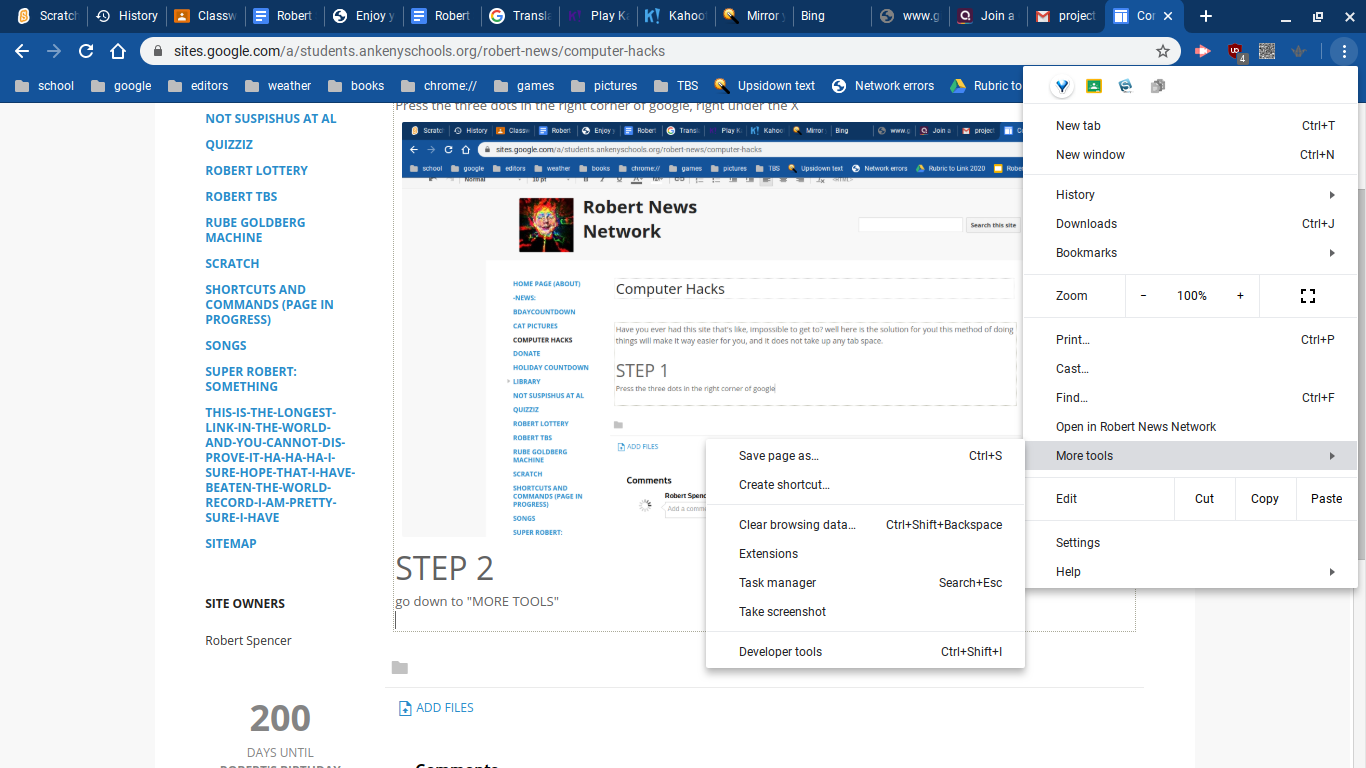 Scratch
History
Classw
Robert
Enjoy y
Robert
Transla
Play Ka
Kahoot
Mirror y
Bing
www.g
Join a
project
Co
sites.google.com/a/students.ankenyschools.org/robert-news/computer-hacks
4
school
google
editors
weather
books
chrome://
games
pictures
TBS
Upsidown text
Network errors
Rubric to
New tab Ctrl+T
New window Ctrl+N
History
Downloads Ctrl+J
Bookmarks
Zoom - 100% +
Print... Ctrl+P
Cast...
Find... Ctrl+F
Open in Robert News Network
More tools
Edit Cut Copy Paste
Settings
Help
Save page as... Ctrl+S
Create shortcut...
Clear browsing data... Ctrl+Shift+Backspace
Extensions
Task manager Search+Esc
Take screenshot
Developer tools Ctrl+Shift+I
NOT SUSPISHUS AT AL
QUIZZIZ
ROBERT LOTTERY
ROBERT TBS
RUBE GOLDBERG
MACHINE
SCRATCH
SHORTCUTS AND
COMMANDS (PAGE IN
PROGRESS)
SONGS
SUPER ROBERT:
SOMETHING
THIS-IS-THE-LONGEST-
LINK-IN-THE-WORLD-
AND-YOU-CANNOT-DIS-
PROVE-IT-HA-HA-HA-I-
SURE-HOPE-THAT-I-HAVE-
BEATEN-THE-WORLD-
RECORD-I-AM-PRETTY-
SURE-I-HAVE
SITEMAP
SITE OWNERS
Robert Spencer
200
DAYS UNTIL
ROBERT'S BIRTHDAY
Press the three dots in the right corner of google, right under the X
Scratch
History
Classw
Robert
Enjoy y
Robert
Transla
Play Ka
Kahoo
Mirror y
Bing
www.g
Join a
project
sites.google.com/a/students.ankenyschools.org/robert-news/computer-hacks
school
google
editors
weather
books
chrome://
games
pictures
TBS
Upsidown text
Network errors
Rubric to Link 2020
Rober
Normal
10 pt
Robert News
Network
Search this site
HOME PAGE (ABOUT)
-NEWS:
BDAYCOUNTDOWN
CAT PICTURES
COMPUTER HACKS
DONATE
HOLIDAY COUNTDOWN
LIBRARY
NOT SUSPISHUS AT AL
QUIZZIZ
ROBERT LOTTERY
ROBERT TBS
RUBE GOLDBERG
MACHINE
SCRATCH
SHORTCUTS AND
COMMANDS (PAGE IN
PROGRESS)
SONGS
SUPER ROBERT:
Computer Hacks
Have you ever had this site that's like, impossible to get to? well here is the solution for you! this method of doing
things will make it way easier for you, and it does not take up any tab space.
STEP 1
Press the three dots in the right corner of google
ADD FILES
Comments
Robert Spenc
Add a comme
STEP 2
go down to "MORE TOOLS"
ADD FILES
Comments